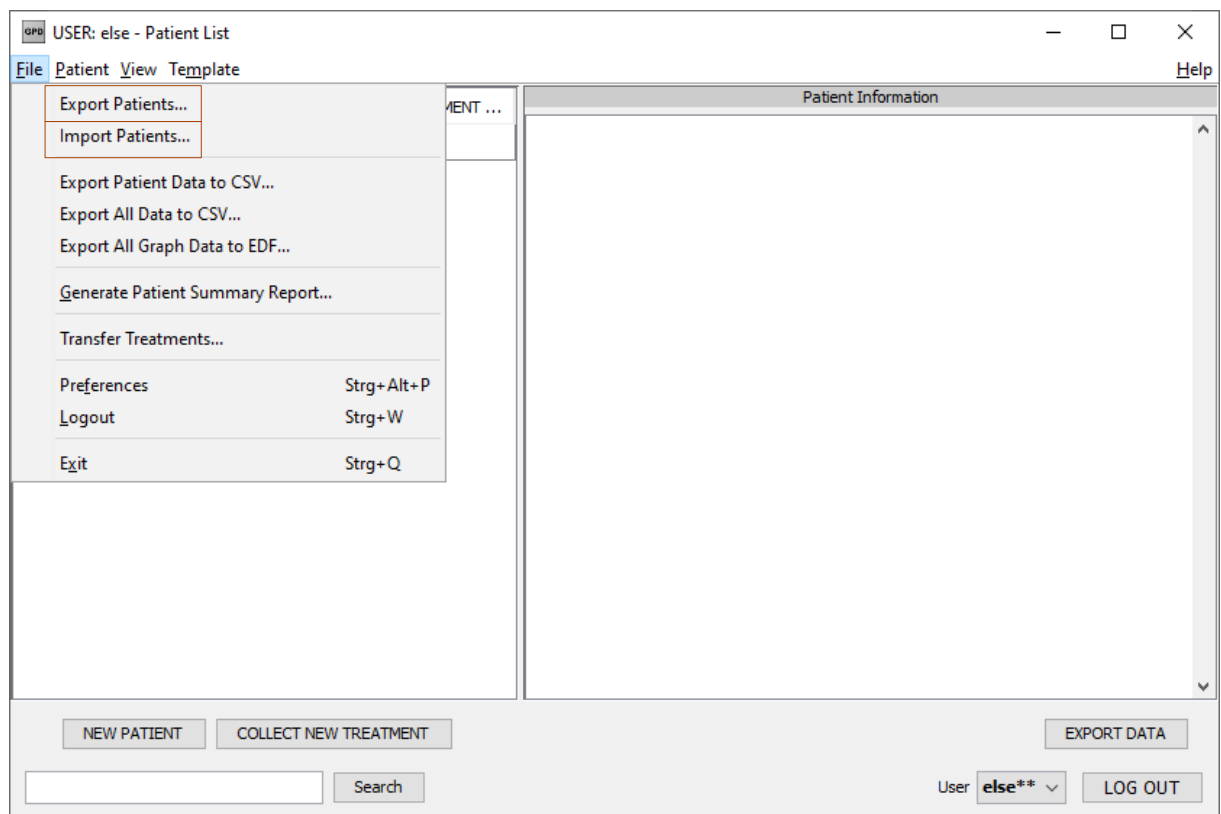 GPD USER: else - Patient List
File Patient View Template Help
Export Patients...
Import Patients...
Export Patient Data to CSV...
Export All Data to CSV...
Export All Graph Data to EDF...
Generate Patient Summary Report...
Transfer Treatments...
Preferences Strg+Alt+P
Logout Strg+W
Exit Strg+Q
MENT ...
Patient Information
NEW PATIENT COLLECT NEW TREATMENT EXPORT DATA
Search User else** LOG OUT